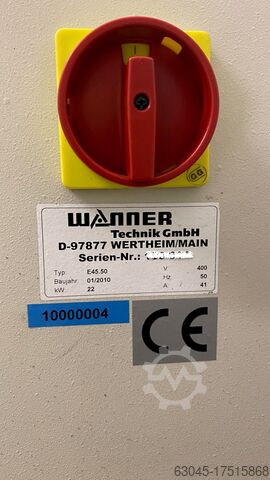 I
WANNER
Technik GmbH
D-97877 WERTHEIM/MAIN
Serien-Nr.:
Typ. E45.50 V 400
Baujahr. 01/2010 Hz 50
kW. 22 A 41
10000004
CE
63045-17515868